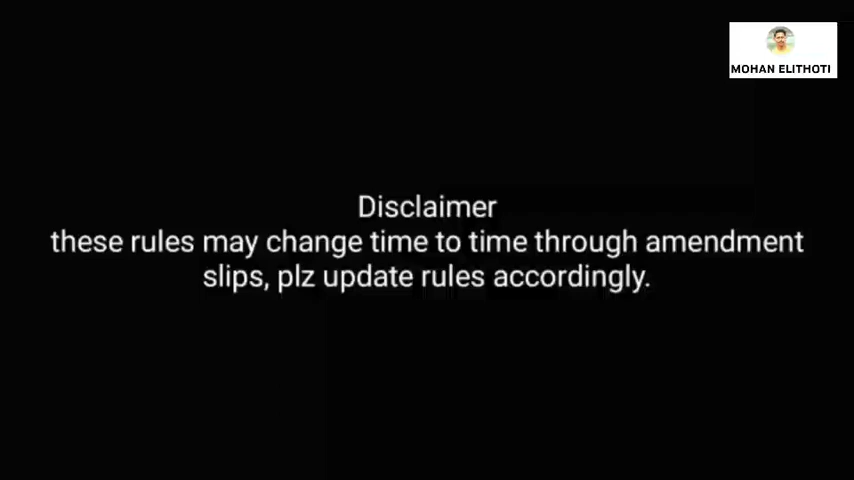 MOHAN ELITHOTI
Disclaimer
these rules may change time to time through amendment
slips, plz update rules accordingly.